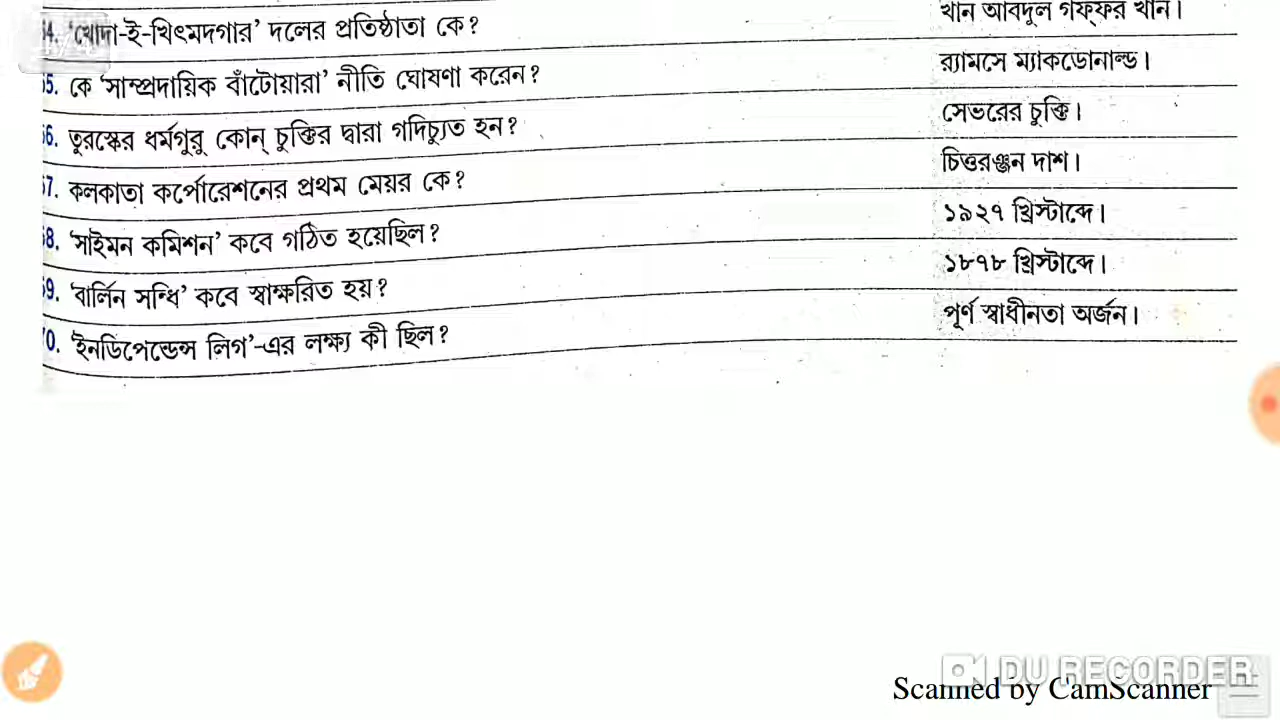 খান আবদুল গফ্ফর খান।
64. 'খোদা-ই-খিৎমদগার' দলের প্রতিষ্ঠাতা কে?
র‍্যামসে ম্যাকডোনাল্ড।
65. কে 'সাম্প্রদায়িক বাঁটোয়ারা' নীতি ঘোষণা করেন?
সেভরের চুক্তি।
66. তুরস্কের ধর্মগুরু কোন্ চুক্তির দ্বারা গদিচ্যুত হন?
চিত্তরঞ্জন দাশ।
67. কলকাতা কর্পোরেশনের প্রথম মেয়র কে?
১৯২৭ খ্রিস্টাব্দে।
68. 'সাইমন কমিশন' কবে গঠিত হয়েছিল?
১৮৭৮ খ্রিস্টাব্দে।
69. 'বার্লিন সন্ধি' কবে স্বাক্ষরিত হয়?
পূর্ণ স্বাধীনতা অর্জন।
70. 'ইনডিপেন্ডেন্স লিগ'-এর লক্ষ্য কী ছিল?
DU RECORDER
Scanned by CamScanner